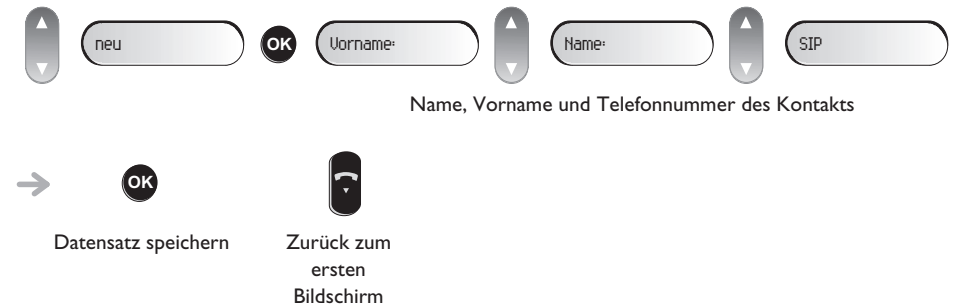 neu
OK
Vorname:
Name:
SIP
Name, Vorname und Telefonnummer des Kontakts
OK
Datensatz speichern
Zurück zum
ersten
Bildschirm